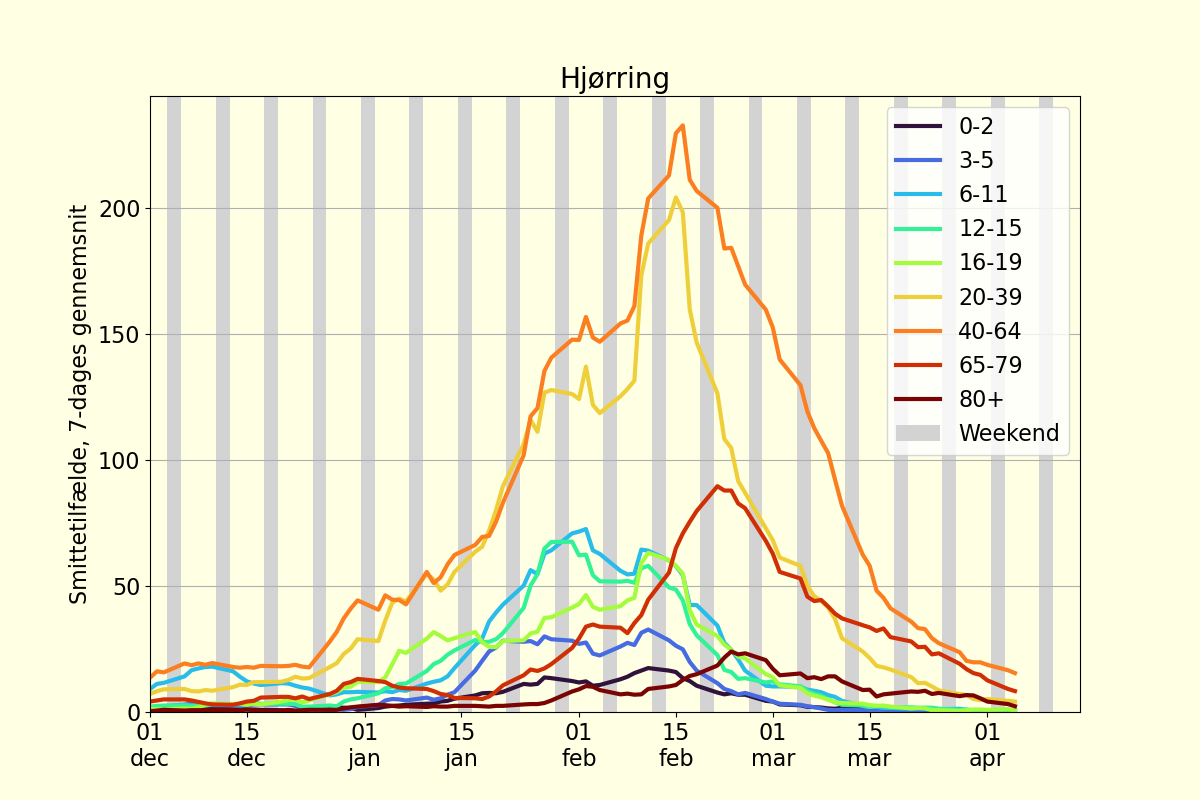 Hjørring
Smittetilfælde, 7-dages gennemsnit
200
150
100
50
0
01 dec
15 dec
01 jan
15 jan
01 feb
15 feb
01 mar
15 mar
01 apr
0-2
3-5
6-11
12-15
16-19
20-39
40-64
65-79
80+
Weekend